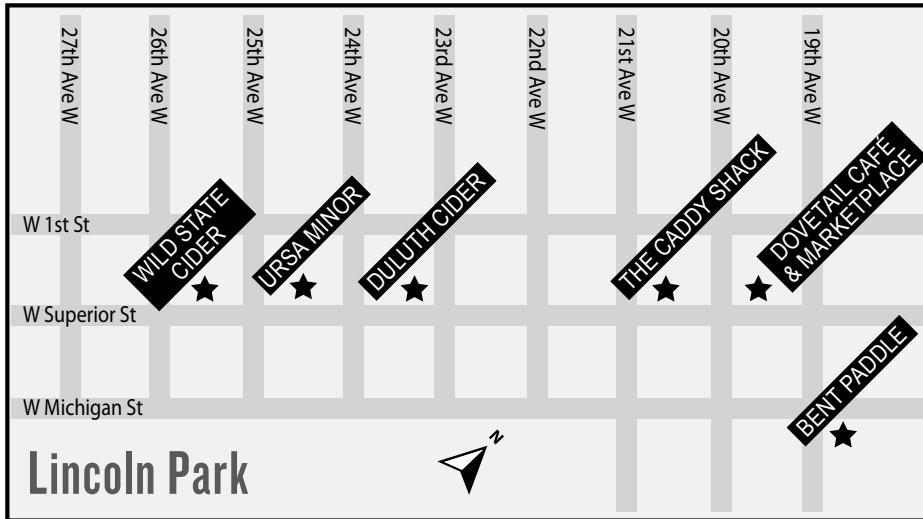 27th Ave W
26th Ave W
25th Ave W
24th Ave W
23rd Ave W
22nd Ave W
21st Ave W
20th Ave W
19th Ave W
W 1st St
WILD STATE
CIDER
URSA MINOR
DULUTH CIDER
THE CADDY SHACK
DOVETAIL CAFÉ
& MARKETPLACE
W Superior St
BENT PADDLE
W Michigan St
Lincoln Park
N